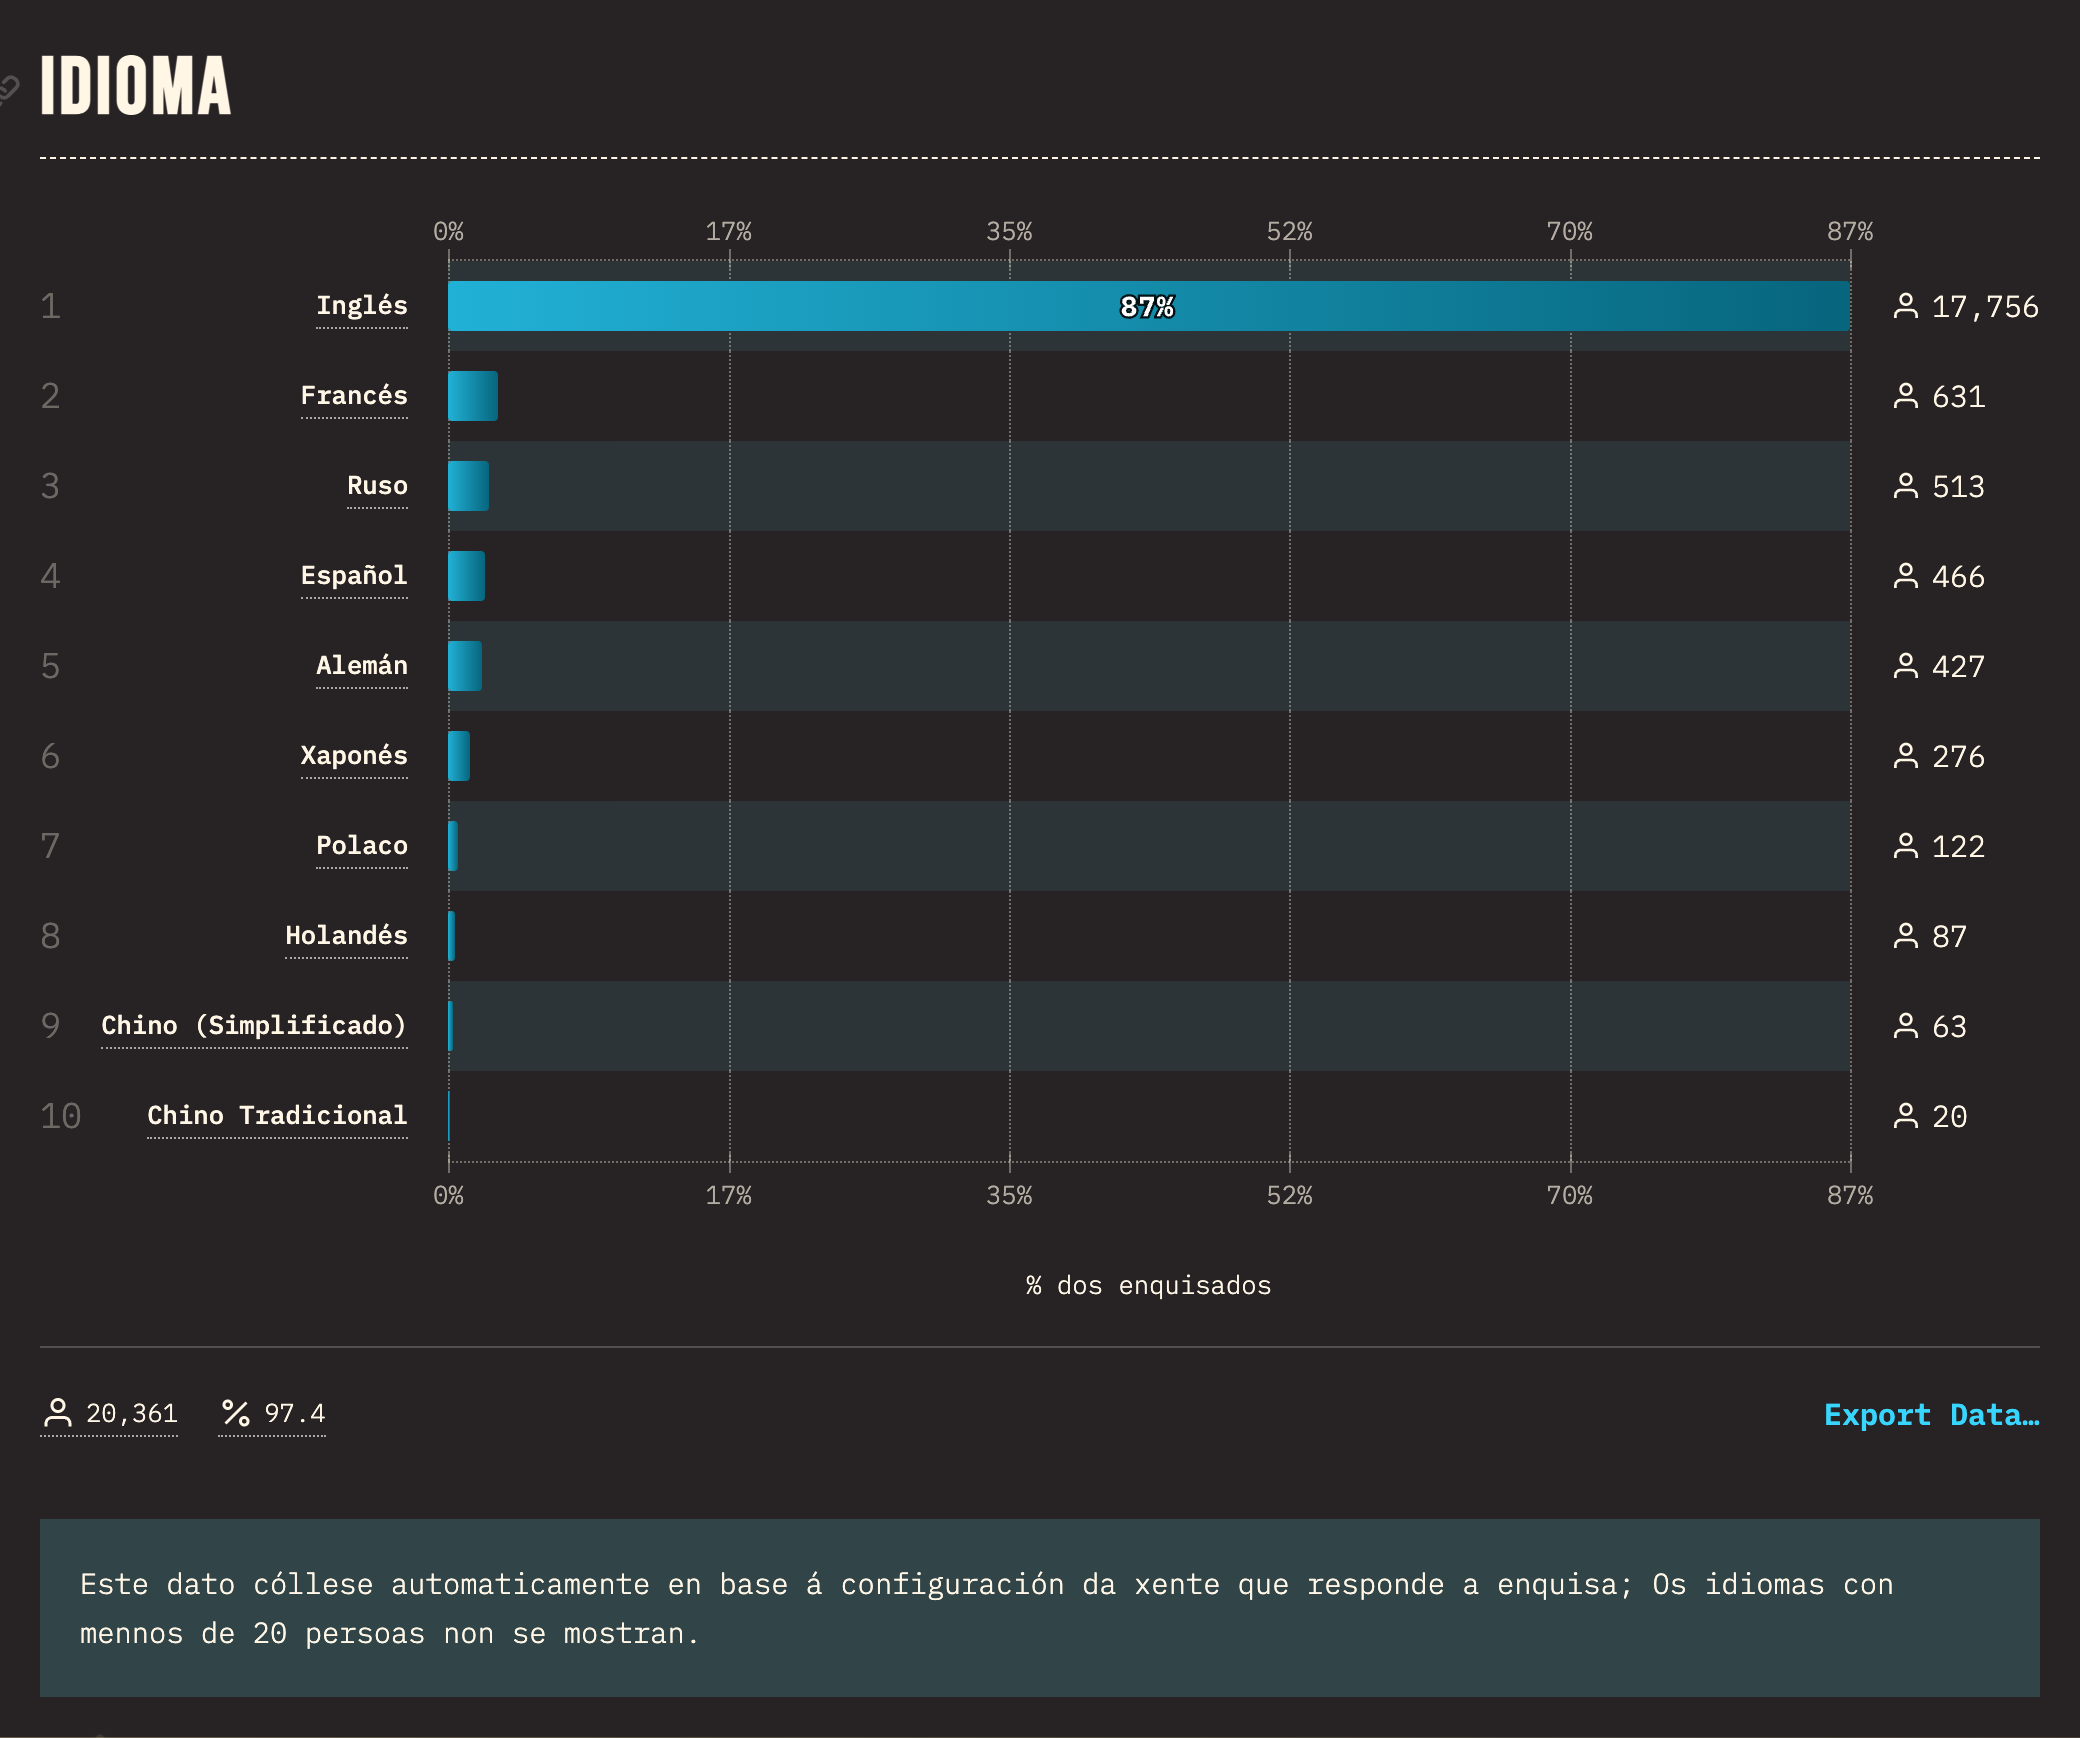 IDIOMA
0% 17% 35% 52% 70% 87%
1 Inglés 87% 17,756
2 Francés 631
3 Ruso 513
4 Español 466
5 Alemán 427
6 Xaponés 276
7 Polaco 122
8 Holandés 87
9 Chino (Simplificado) 63
10 Chino Tradicional 20
0% 17% 35% 52% 70% 87%
% dos enquisados
20,361 % 97.4 Export Data…
Este dato cóllese automaticamente en base á configuración da xente que responde a enquisa; Os idiomas con
mennos de 20 persoas non se mostran.